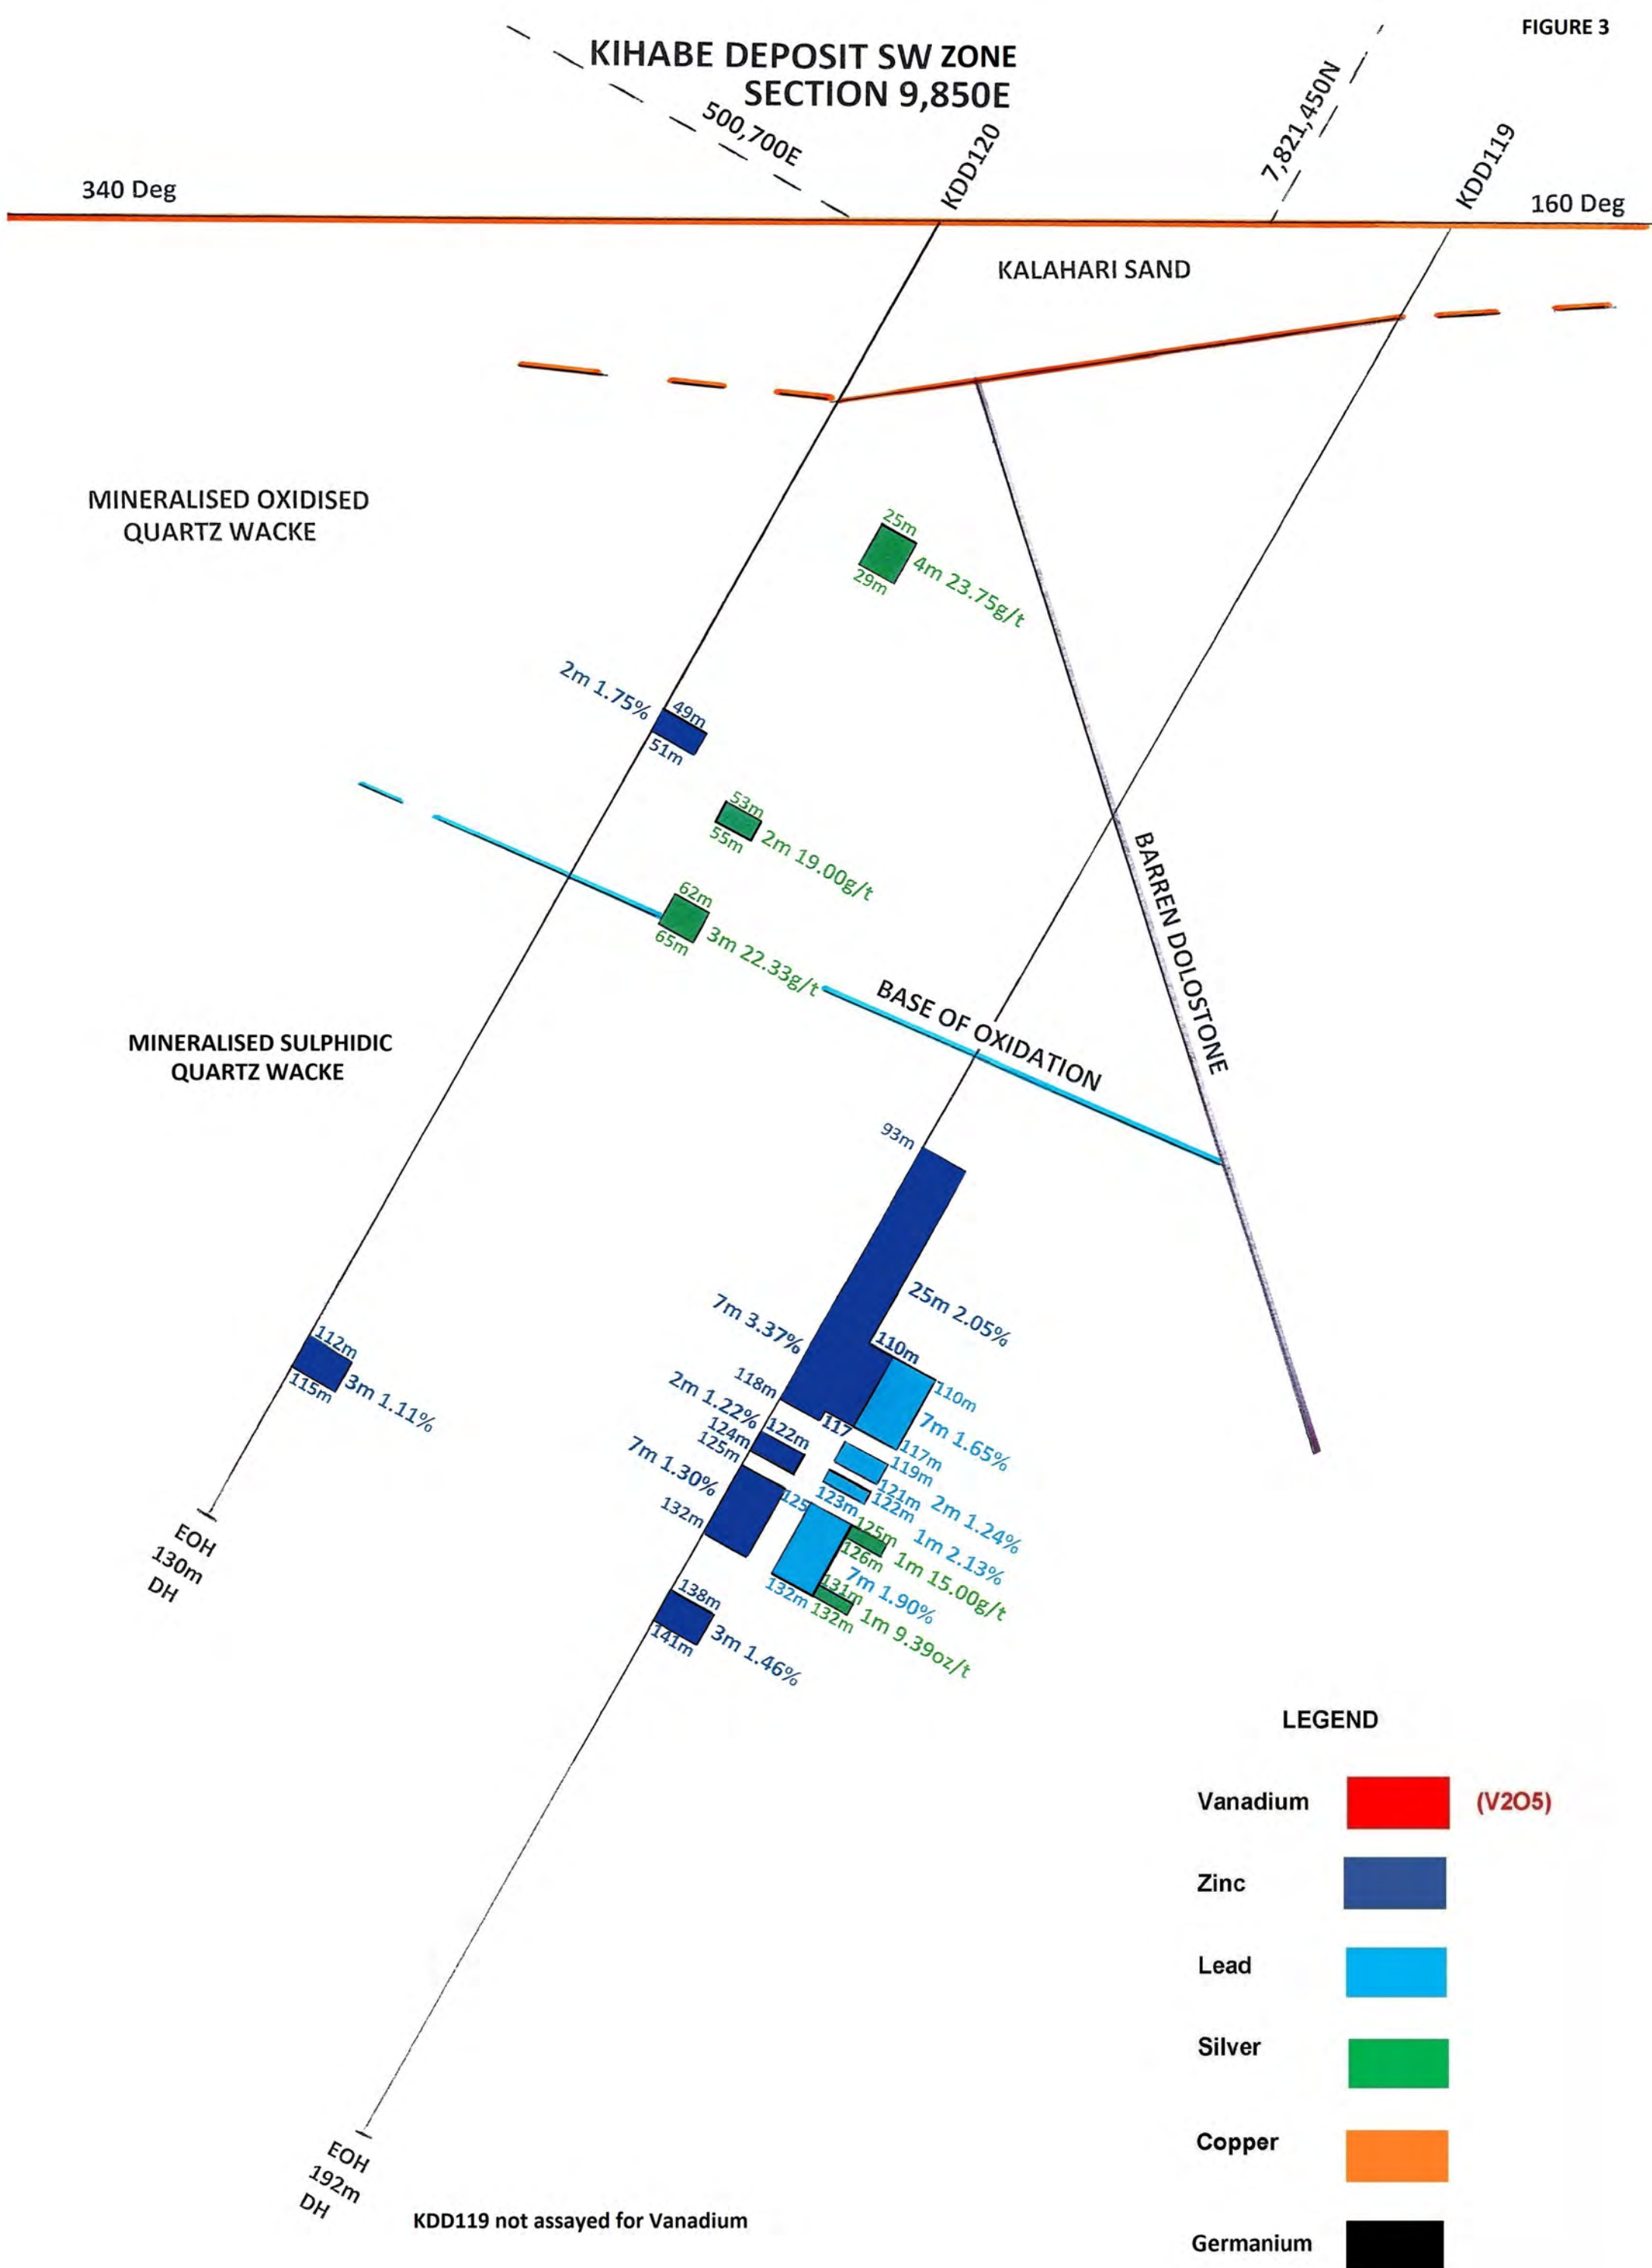 FIGURE 3
KIHABE DEPOSIT SW ZONE
SECTION 9,850E
500,700E
KDD120
7,821,450N
KDD119
340 Deg
160 Deg
KALAHARI SAND
MINERALISED OXIDISED
QUARTZ WACKE
25m
29m
4m 23.75g/t
2m 1.75%
49m
51m
53m
55m
2m 19.00g/t
62m
65m
3m 22.33g/t
BARREN DOLOSTONE
BASE OF OXIDATION
MINERALISED SULPHIDIC
QUARTZ WACKE
93m
25m 2.05%
7m 3.37%
110m
110m
112m
115m
3m 1.11%
118m
117
7m 1.65%
117m
2m 1.22%
122m
124m
119m
121m
2m 1.24%
125m
7m 1.30%
132m
122m
123m
1m 2.13%
125
125m
126m
1m 15.00g/t
7m 1.90%
132m
131m
132m
1m 9.39oz/t
138m
141m
3m 1.46%
EOH
130m
DH
EOH
192m
DH
KDD119 not assayed for Vanadium
LEGEND
Vanadium
(V2O5)
Zinc
Lead
Silver
Copper
Germanium